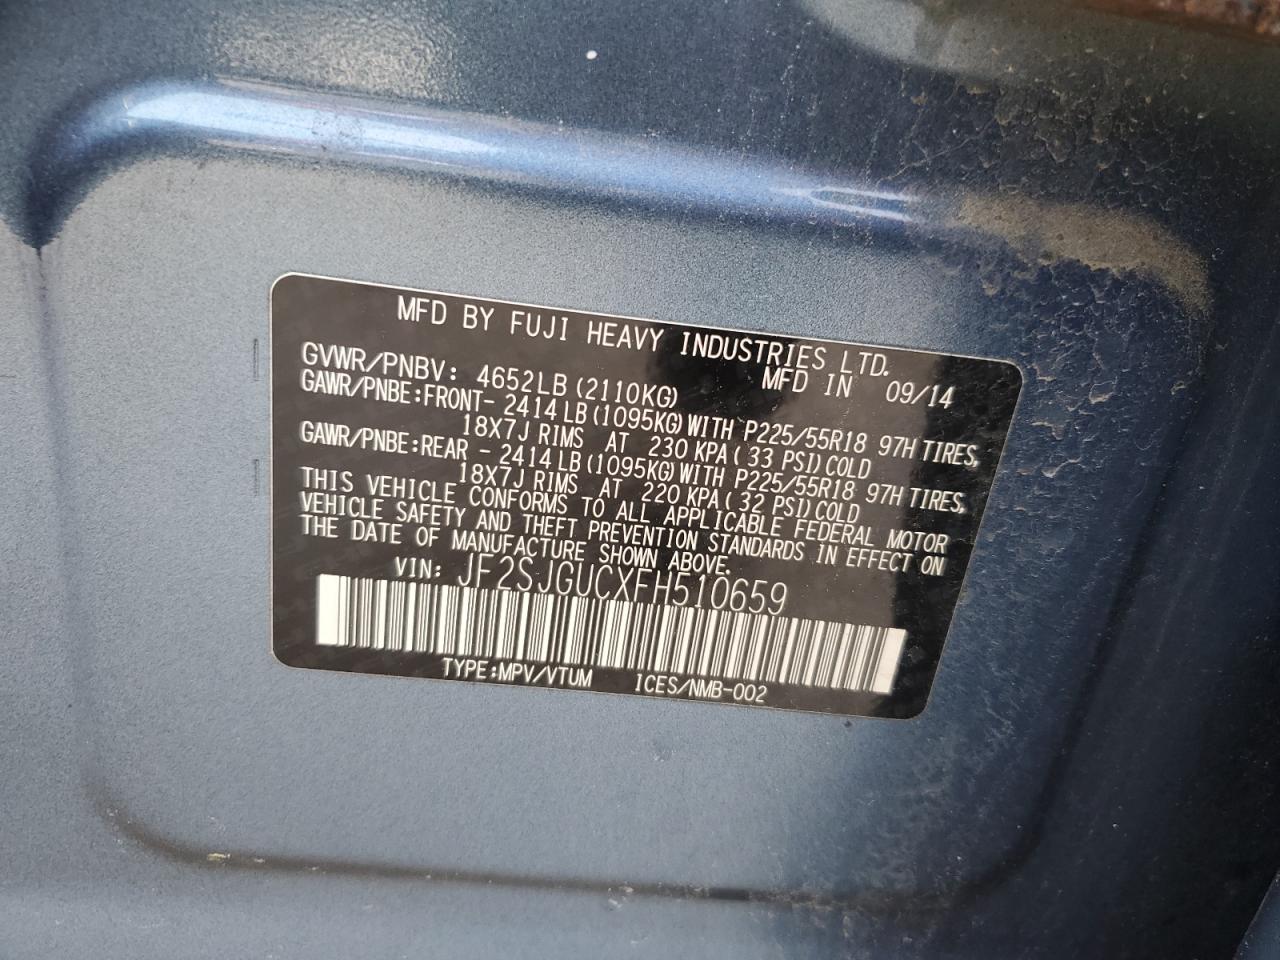 MFD BY FUJI HEAVY INDUSTRIES LTD.
MFD IN 09/14
GVWR/PNBV: 4652LB (2110KG)
GAWR/PNBE:FRONT- 2414 LB (1095KG) WITH P225/55R18 97H TIRES,
18X7J RIMS AT 230 KPA ( 33 PSI) COLD
GAWR/PNBE:REAR - 2414 LB (1095KG) WITH P225/55R18 97H TIRES,
18X7J RIMS AT 220 KPA ( 32 PSI) COLD
THIS VEHICLE CONFORMS TO ALL APPLICABLE FEDERAL MOTOR
VEHICLE SAFETY AND THEFT PREVENTION STANDARDS IN EFFECT ON
THE DATE OF MANUFACTURE SHOWN ABOVE.
VIN: JF2SJGUCXFH510659
TYPE:MPV/VTUM ICES/NMB-002